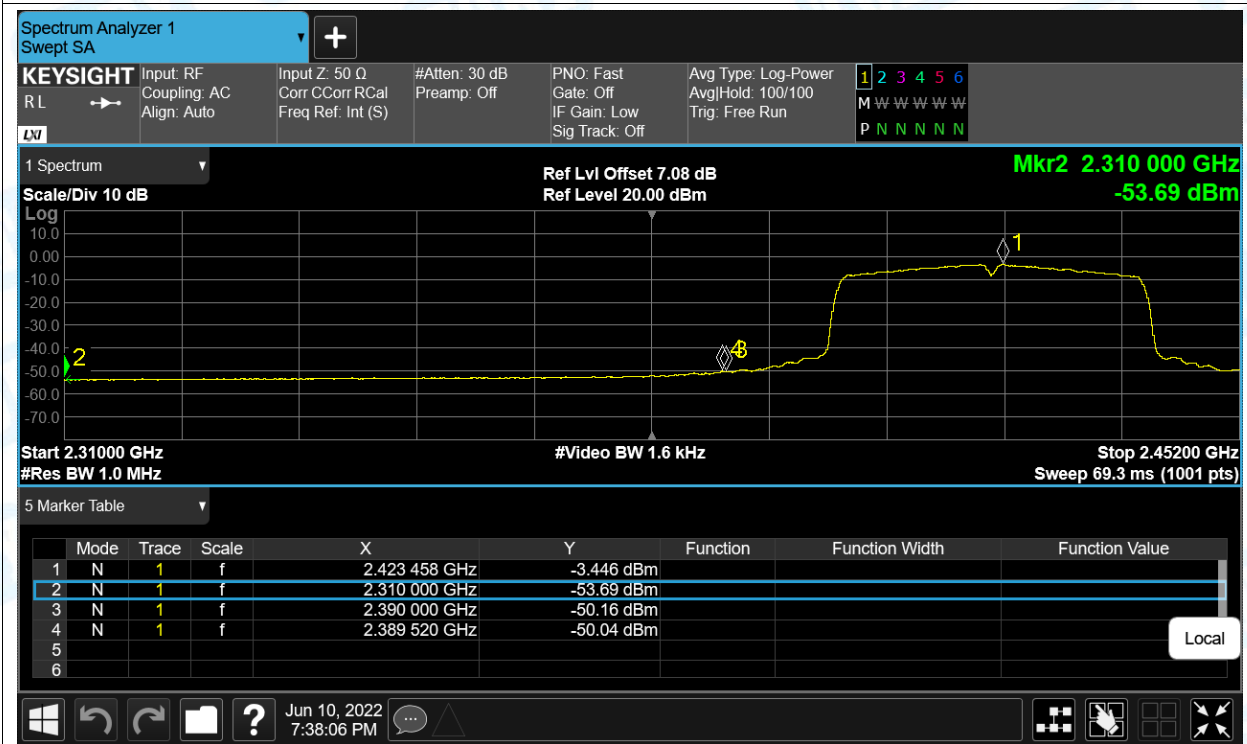 Spectrum Analyzer 1
Swept SA
+
KEYSIGHT
R L
LXI
Input: RF
Coupling: AC
Align: Auto
Input Z: 50 Ω
Corr CCorr RCal
Freq Ref: Int (S)
#Atten: 30 dB
Preamp: Off
PNO: Fast
Gate: Off
IF Gain: Low
Sig Track: Off
Avg Type: Log-Power
Avg|Hold: 100/100
Trig: Free Run
1 2 3 4 5 6
M W W W W W
P N N N N N
1 Spectrum
Scale/Div 10 dB
Ref Lvl Offset 7.08 dB
Ref Level 20.00 dBm
Mkr2 2.310 000 GHz
-53.69 dBm
Log
10.0
0.00
-10.0
-20.0
-30.0
-40.0
-50.0
-60.0
-70.0
1
2
4 3
Start 2.31000 GHz
#Res BW 1.0 MHz
#Video BW 1.6 kHz
Stop 2.45200 GHz
Sweep 69.3 ms (1001 pts)
5 Marker Table
Mode Trace Scale X Y Function Function Width Function Value
1 N 1 f 2.423 458 GHz -3.446 dBm
2 N 1 f 2.310 000 GHz -53.69 dBm
3 N 1 f 2.390 000 GHz -50.16 dBm
4 N 1 f 2.389 520 GHz -50.04 dBm
5
6
Local
?
Jun 10, 2022
7:38:06 PM